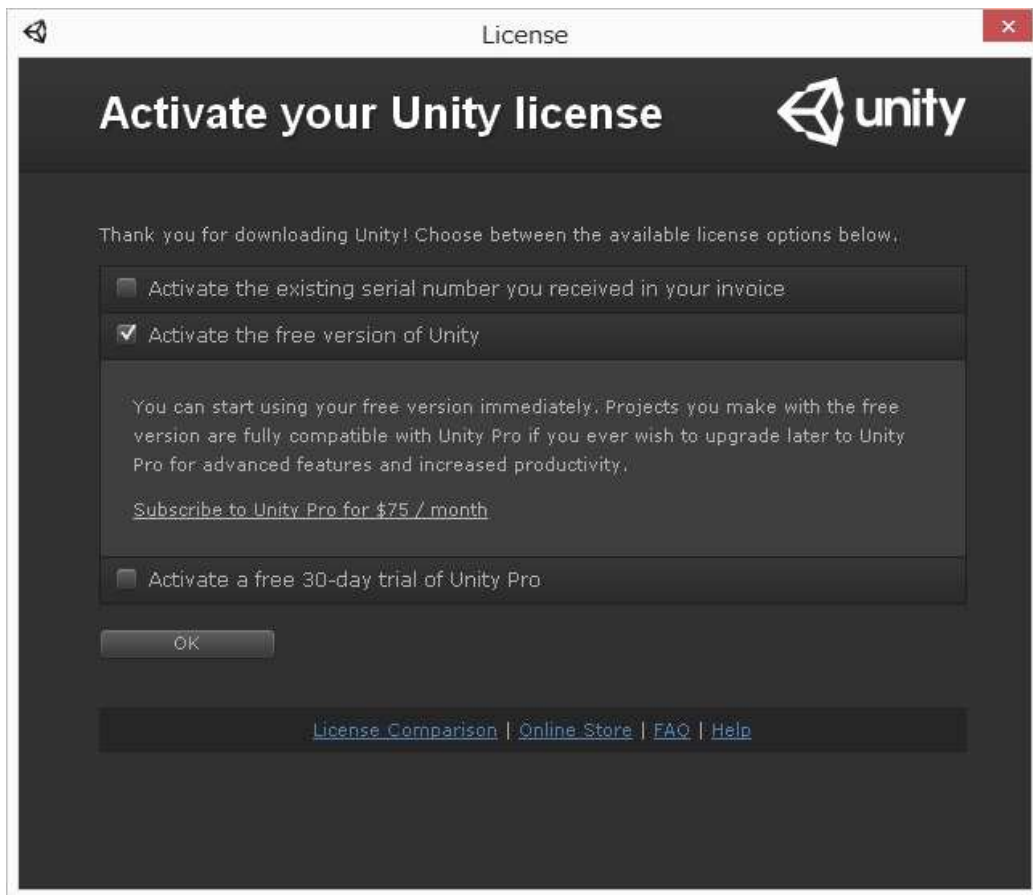 License
Activate your Unity license
unity
Thank you for downloading Unity! Choose between the available license options below.
Activate the existing serial number you received in your invoice
Activate the free version of Unity
You can start using your free version immediately. Projects you make with the free
version are fully compatible with Unity Pro if you ever wish to upgrade later to Unity
Pro for advanced features and increased productivity.
Subscribe to Unity Pro for $75 / month
Activate a free 30-day trial of Unity Pro
OK
License Comparison | Online Store | FAQ | Help